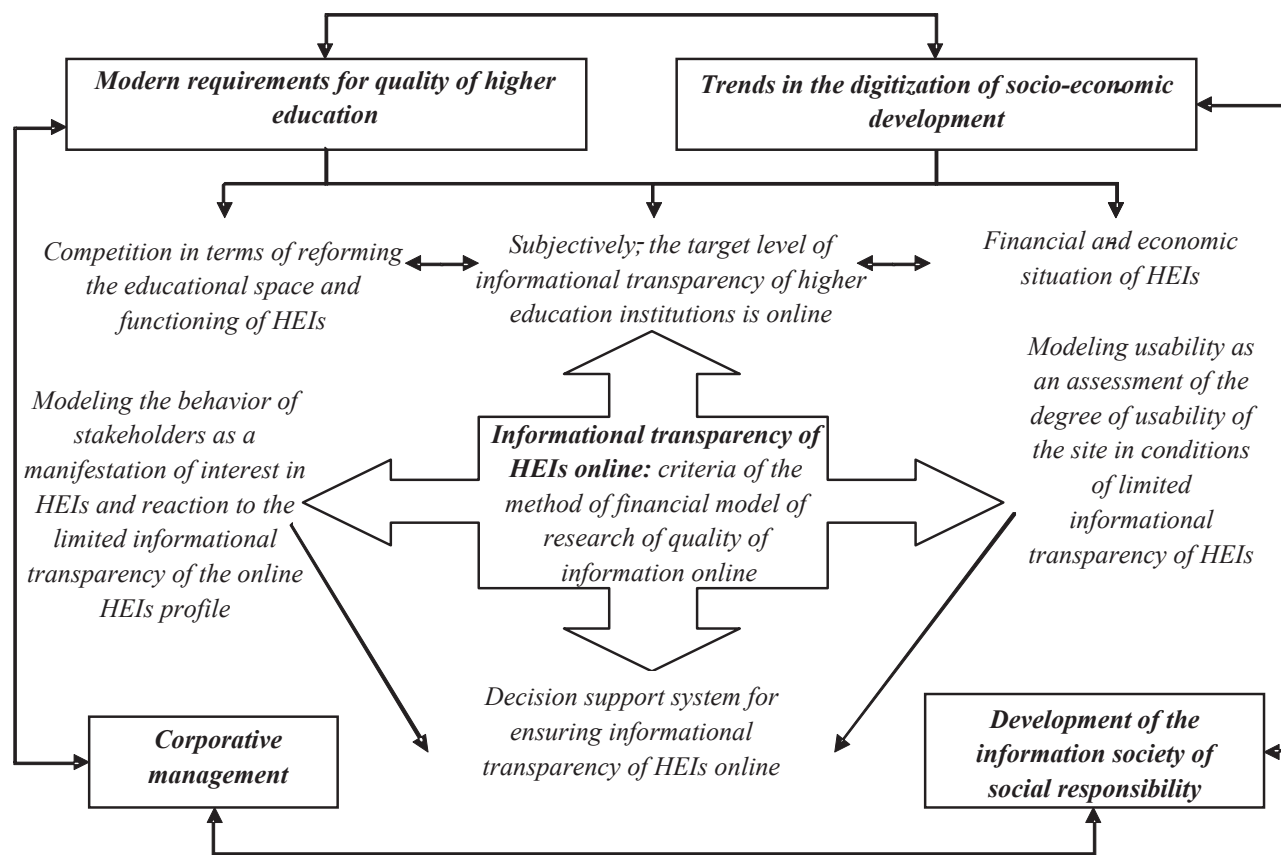 Modern requirements for quality of higher
education
Trends in the digitization of socio-economic
development
Competition in terms of reforming
the educational space and
functioning of HEIs
Subjectively, the target level of
informational transparency of higher
education institutions is online
Financial and economic
situation of HEIs
Modeling the behavior of
stakeholders as a
manifestation of interest in
HEIs and reaction to the
limited informational
transparency of the online
HEIs profile
Informational transparency of
HEIs online: criteria of the
method of financial model of
research of quality of
information online
Modeling usability as
an assessment of the
degree of usability of
the site in conditions
of limited
informational
transparency of HEIs
Decision support system for
ensuring informational
transparency of HEIs online
Corporative
management
Development of the
information society of
social responsibility